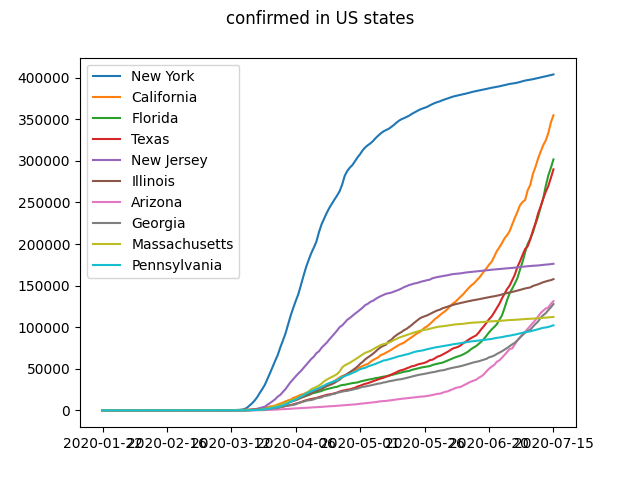 confirmed in US states
400000
350000
300000
250000
200000
150000
100000
50000
0
New York
California
Florida
Texas
New Jersey
Illinois
Arizona
Georgia
Massachusetts
Pennsylvania
2020-01-22 2020-02-16 2020-03-12 2020-04-06 2020-05-01 2020-05-26 2020-06-20 2020-07-15